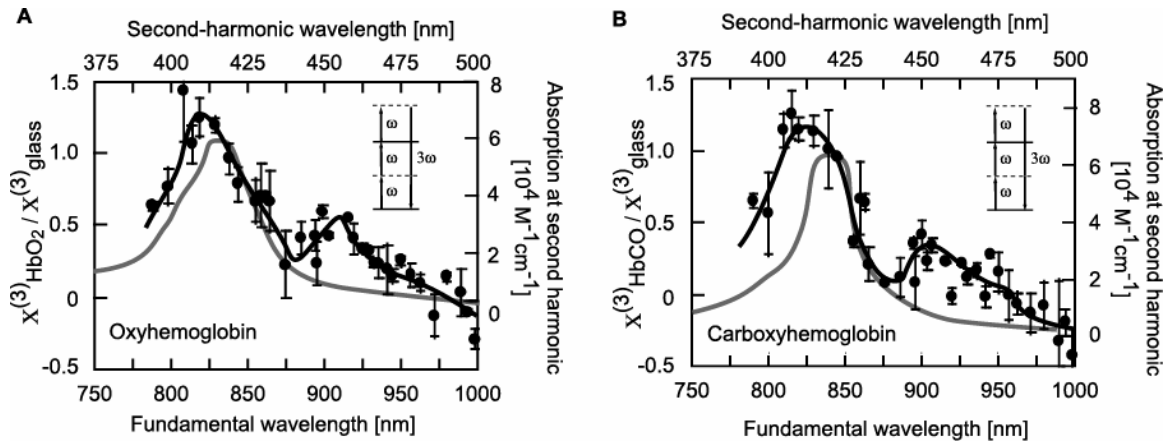 A
Second-harmonic wavelength [nm]
375 400 425 450 475 500
1.5
1.0
0.5
0
-0.5
X(3)HbO2 / X(3)glass
8
6
4
2
0
Absorption at second harmonic
[10⁴ M⁻¹cm⁻¹]
ω
ω
3ω
ω
Oxyhemoglobin
750 800 850 900 950 1000
Fundamental wavelength [nm]
B
Second-harmonic wavelength [nm]
375 400 425 450 475 500
1.5
1.0
0.5
0
-0.5
X(3)HbCO / X(3)glass
8
6
4
2
0
Absorption at second harmonic
[10⁴ M⁻¹cm⁻¹]
ω
ω
3ω
ω
Carboxyhemoglobin
750 800 850 900 950 1000
Fundamental wavelength [nm]